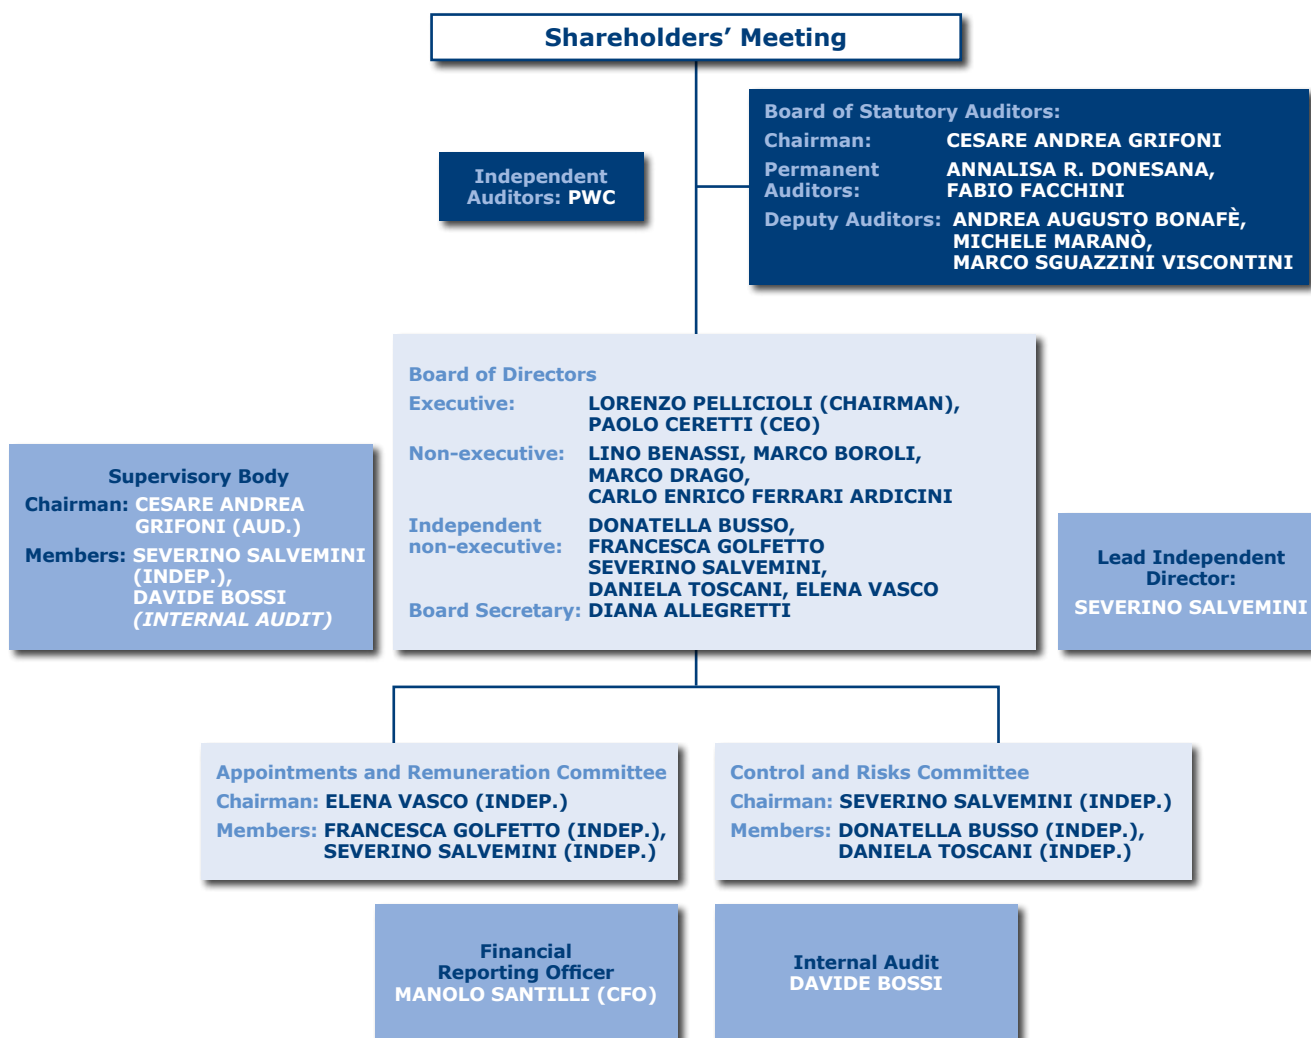 Shareholders’ Meeting
Board of Statutory Auditors:
Chairman: CESARE ANDREA GRIFONI
Permanent Auditors: ANNALISA R. DONESANA,
FABIO FACCHINI
Deputy Auditors: ANDREA AUGUSTO BONAFÈ,
MICHELE MARANÒ,
MARCO SGUAZZINI VISCONTINI
Independent
Auditors: PWC
Board of Directors
Executive: LORENZO PELLICIOLI (CHAIRMAN),
PAOLO CERETTI (CEO)
Non-executive: LINO BENASSI, MARCO BOROLI,
MARCO DRAGO,
CARLO ENRICO FERRARI ARDICINI
Independent DONATELLA BUSSO,
non-executive: FRANCESCA GOLFETTO
SEVERINO SALVEMINI,
DANIELA TOSCANI, ELENA VASCO
Board Secretary: DIANA ALLEGRETTI
Supervisory Body
Chairman: CESARE ANDREA
GRIFONI (AUD.)
Members: SEVERINO SALVEMINI
(INDEP.),
DAVIDE BOSSI
(INTERNAL AUDIT)
Lead Independent
Director:
SEVERINO SALVEMINI
Appointments and Remuneration Committee
Chairman: ELENA VASCO (INDEP.)
Members: FRANCESCA GOLFETTO (INDEP.),
SEVERINO SALVEMINI (INDEP.)
Control and Risks Committee
Chairman: SEVERINO SALVEMINI (INDEP.)
Members: DONATELLA BUSSO (INDEP.),
DANIELA TOSCANI (INDEP.)
Financial
Reporting Officer
MANOLO SANTILLI (CFO)
Internal Audit
DAVIDE BOSSI